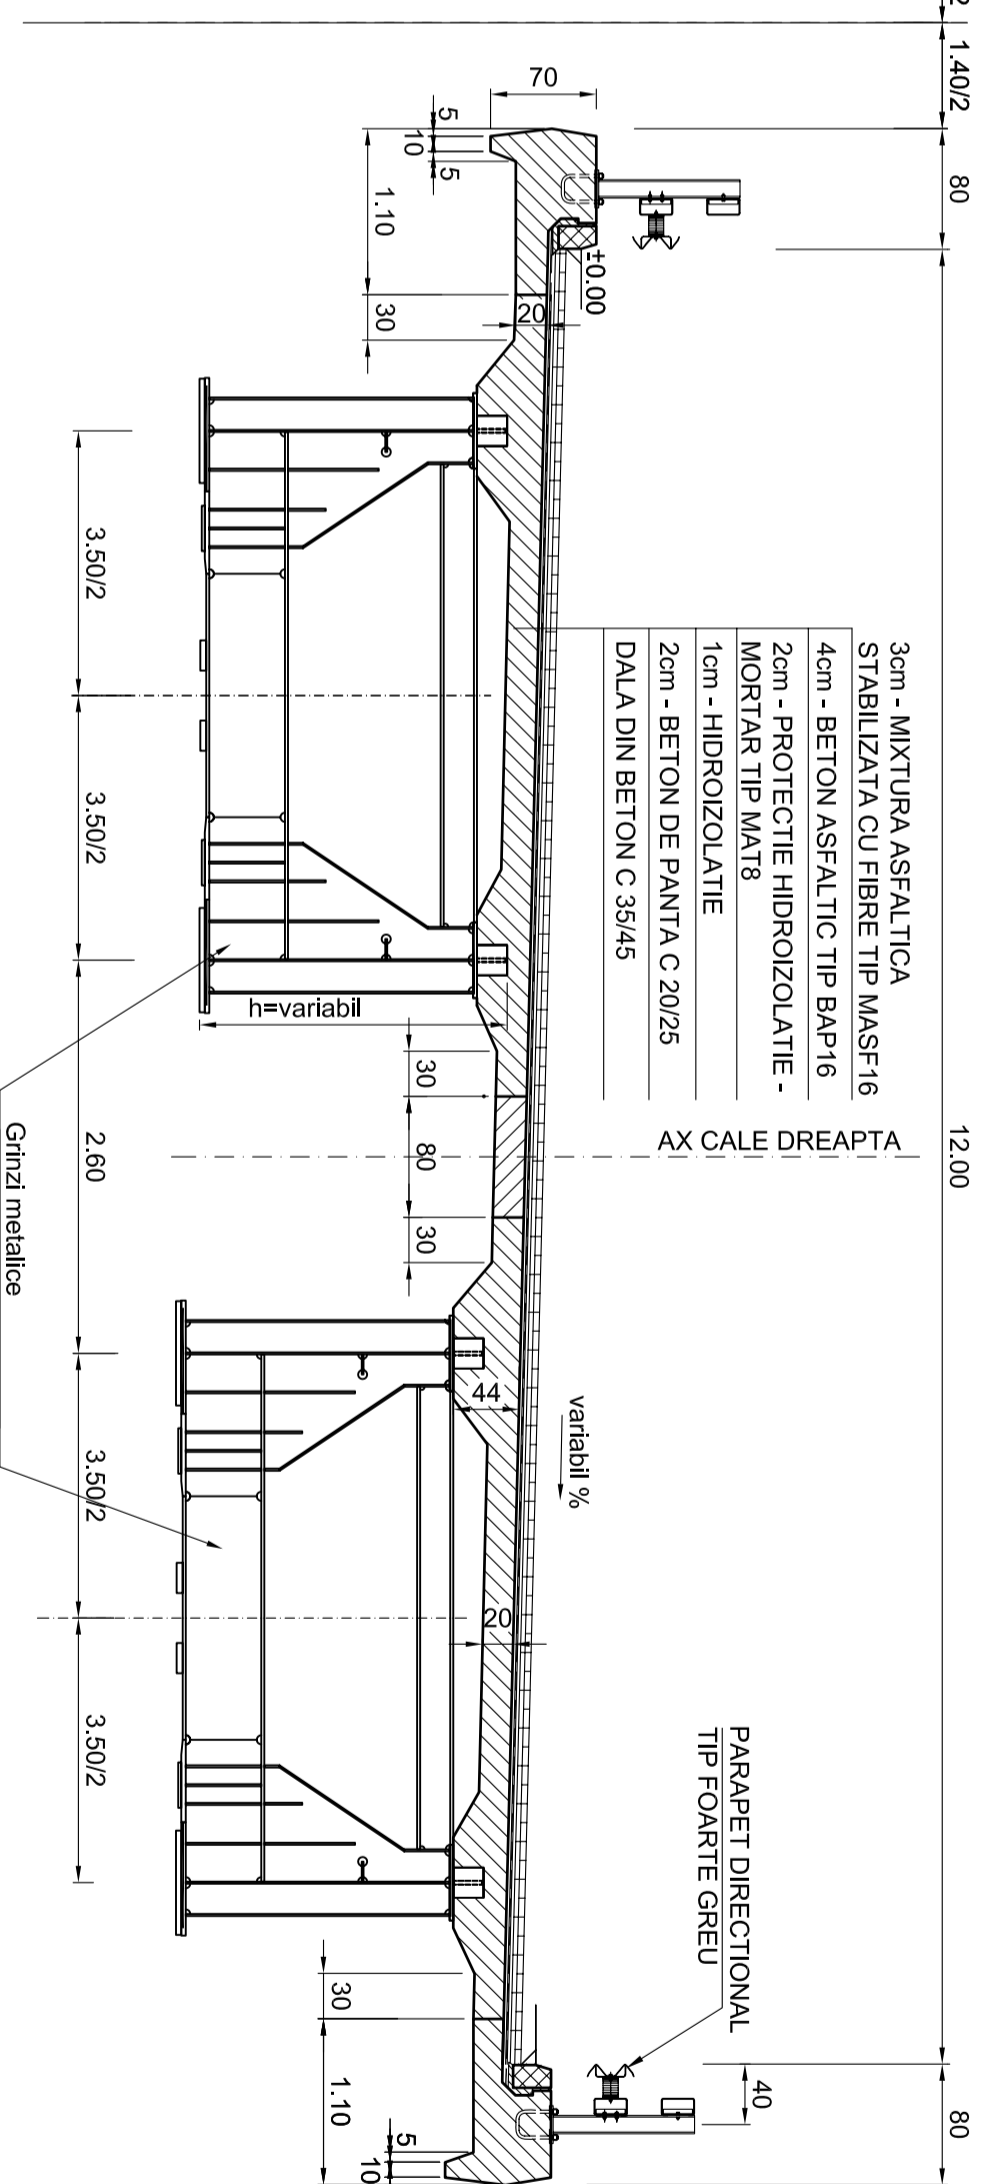 2
1.40/2
80
12.00
80
70
5
10
5
1.10
30
±0.00
20
3cm - MIXTURA ASFALTICA
STABILIZATA CU FIBRE TIP MASF16
4cm - BETON ASFALTIC TIP BAP16
2cm - PROTECTIE HIDROIZOLATIE -
MORTAR TIP MAT8
1cm - HIDROIZOLATIE
2cm - BETON DE PANTA C 20/25
DALA DIN BETON C 35/45
AX CALE DREAPTA
variabil %
PARAPET DIRECTIONAL
TIP FOARTE GREU
40
h=variabil
30
80
30
44
20
30
1.10
5
10
3.50/2
3.50/2
2.60
3.50/2
3.50/2
Grinzi metalice